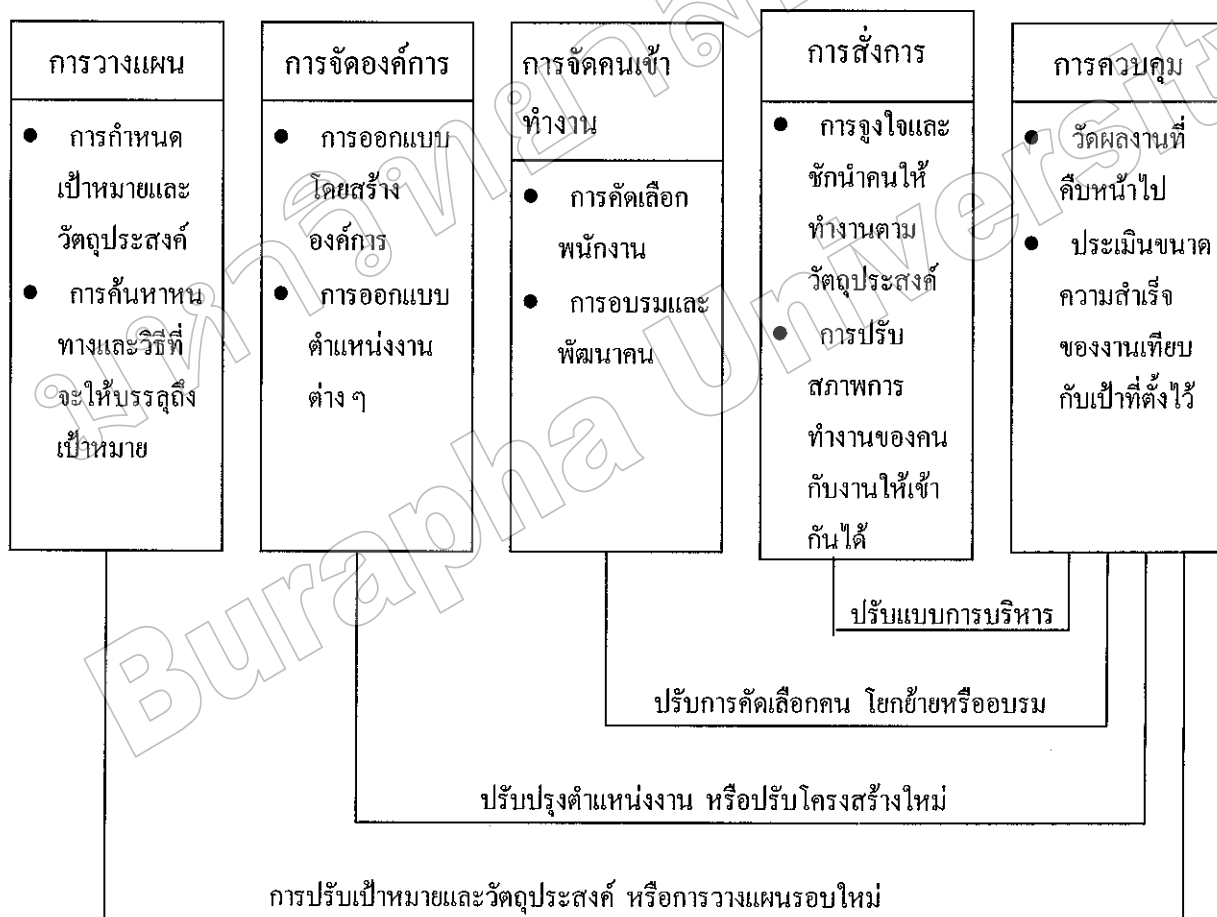 การวางแผน
● การกำหนด
เป้าหมายและ
วัตถุประสงค์
● การค้นหาหน
ทางและวิธีที่
จะให้บรรลุถึง
เป้าหมาย
การจัดองค์การ
● การออกแบบ
โดยสร้าง
องค์การ
● การออกแบบ
ตำแหน่งงาน
ต่าง ๆ
การจัดคนเข้า
ทำงาน
● การคัดเลือก
พนักงาน
● การอบรมและ
พัฒนาคน
การสั่งการ
● การจูงใจและ
ชักนำคนให้
ทำงานตาม
วัตถุประสงค์
● การปรับ
สภาพการ
ทำงานของคน
กับงานให้เข้า
กันได้
การควบคุม
● วัดผลงานที่
คืบหน้าไป
● ประเมินขนาด
ความสำเร็จ
ของงานเทียบ
กับเป้าที่ตั้งไว้
ปรับแบบการบริหาร
ปรับการคัดเลือกคน โยกย้ายหรืออบรม
ปรับปรุงตำแหน่งงาน หรือปรับโครงสร้างใหม่
การปรับเป้าหมายและวัตถุประสงค์ หรือการวางแผนรอบใหม่
Burapha University